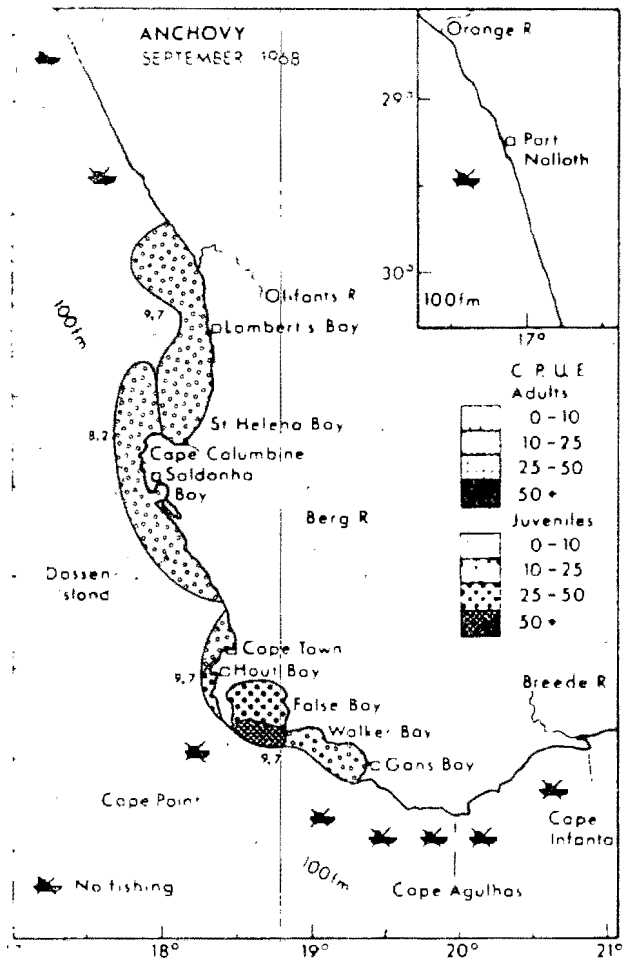 ANCHOVY
SEPTEMBER 1968
Orange R
29°
Port
Nolloth
30°
100fm
17°
100fm
9,7
Olifants R
Lambert's Bay
8,2
St Helena Bay
Cape Columbine
Saldanha
Bay
Berg R
Dassen
Island
C P U E
Adults
0-10
10-25
25-50
50+
Juveniles
0-10
10-25
25-50
50+
Cape Town
Hout Bay
9,7
False Bay
Breede R
Walker Bay
9,7
Gans Bay
Cape Point
Cape
Infanta
100fm
Cape Agulhas
No fishing
18°
19°
20°
21°